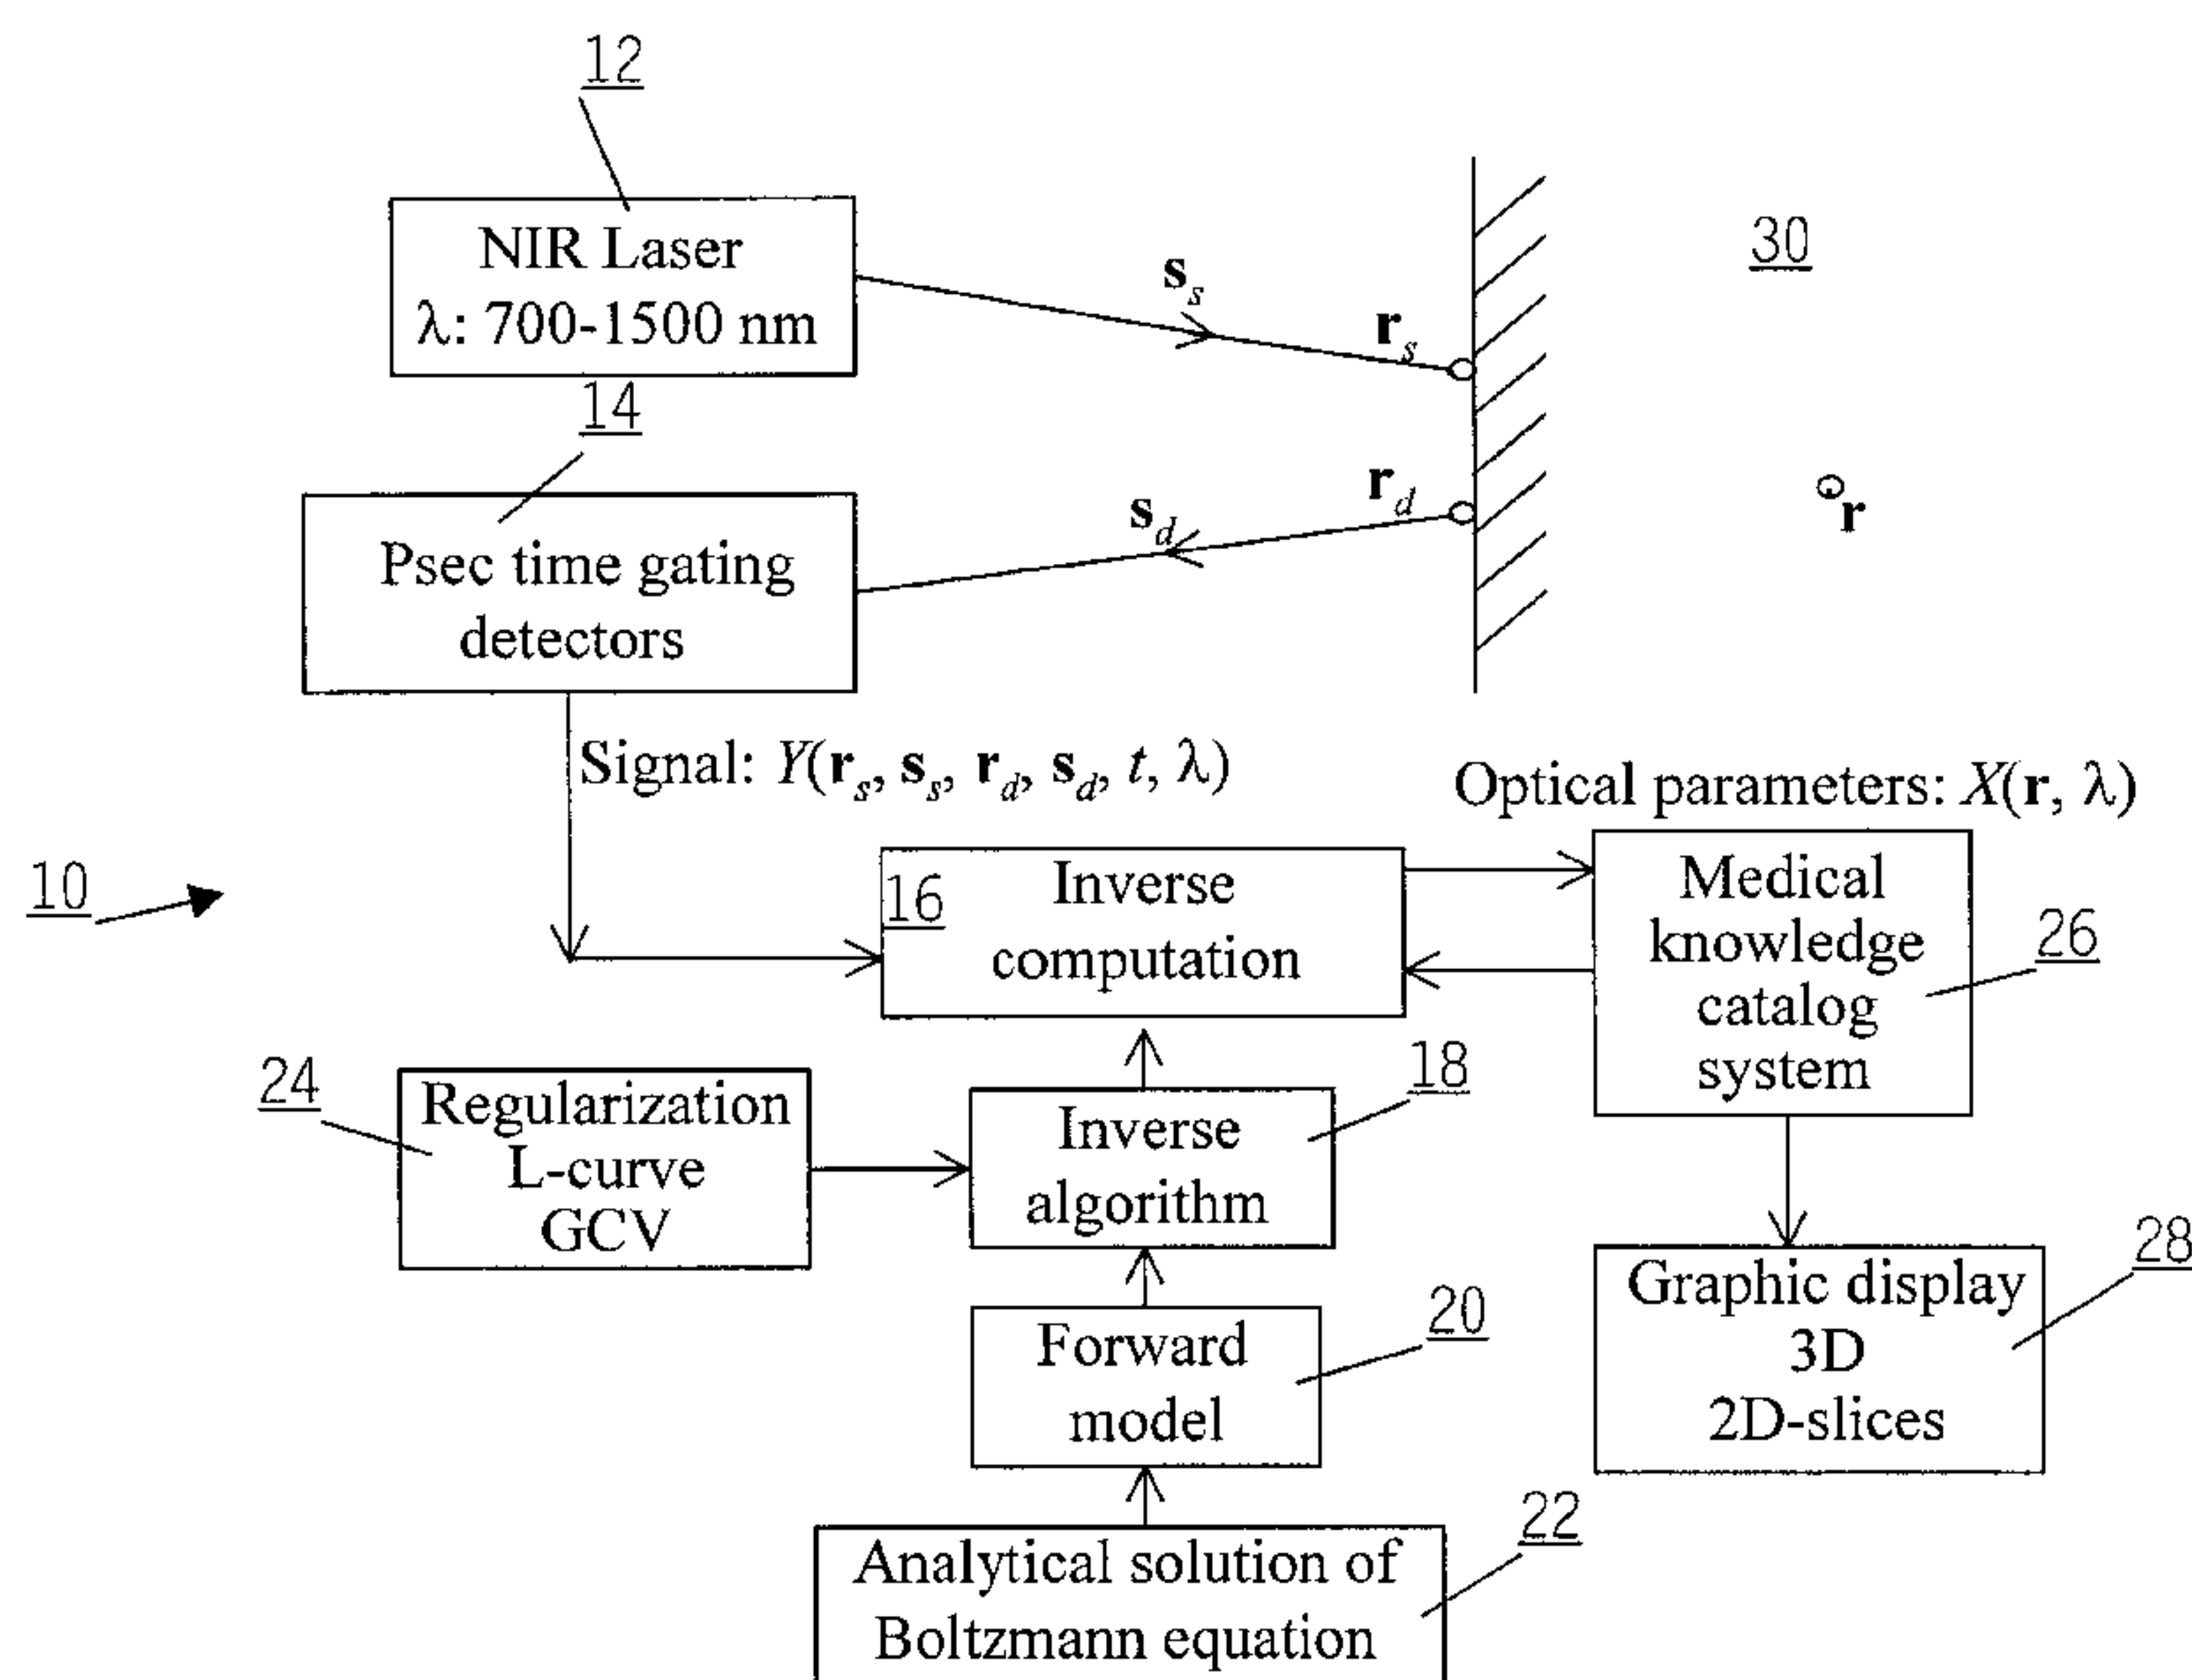 12
NIR Laser
λ: 700-1500 nm
s_s
r_s
30
14
Psec time gating
detectors
s_d
r_d
r
Signal: Y(r_s, s_s, r_d, s_d, t, λ)
Optical parameters: X(r, λ)
10
16
Inverse
computation
Medical
knowledge
catalog
system
26
24
Regularization
L-curve
GCV
Inverse
algorithm
18
Forward
model
20
Graphic display
3D
2D-slices
28
Analytical solution of
Boltzmann equation
22